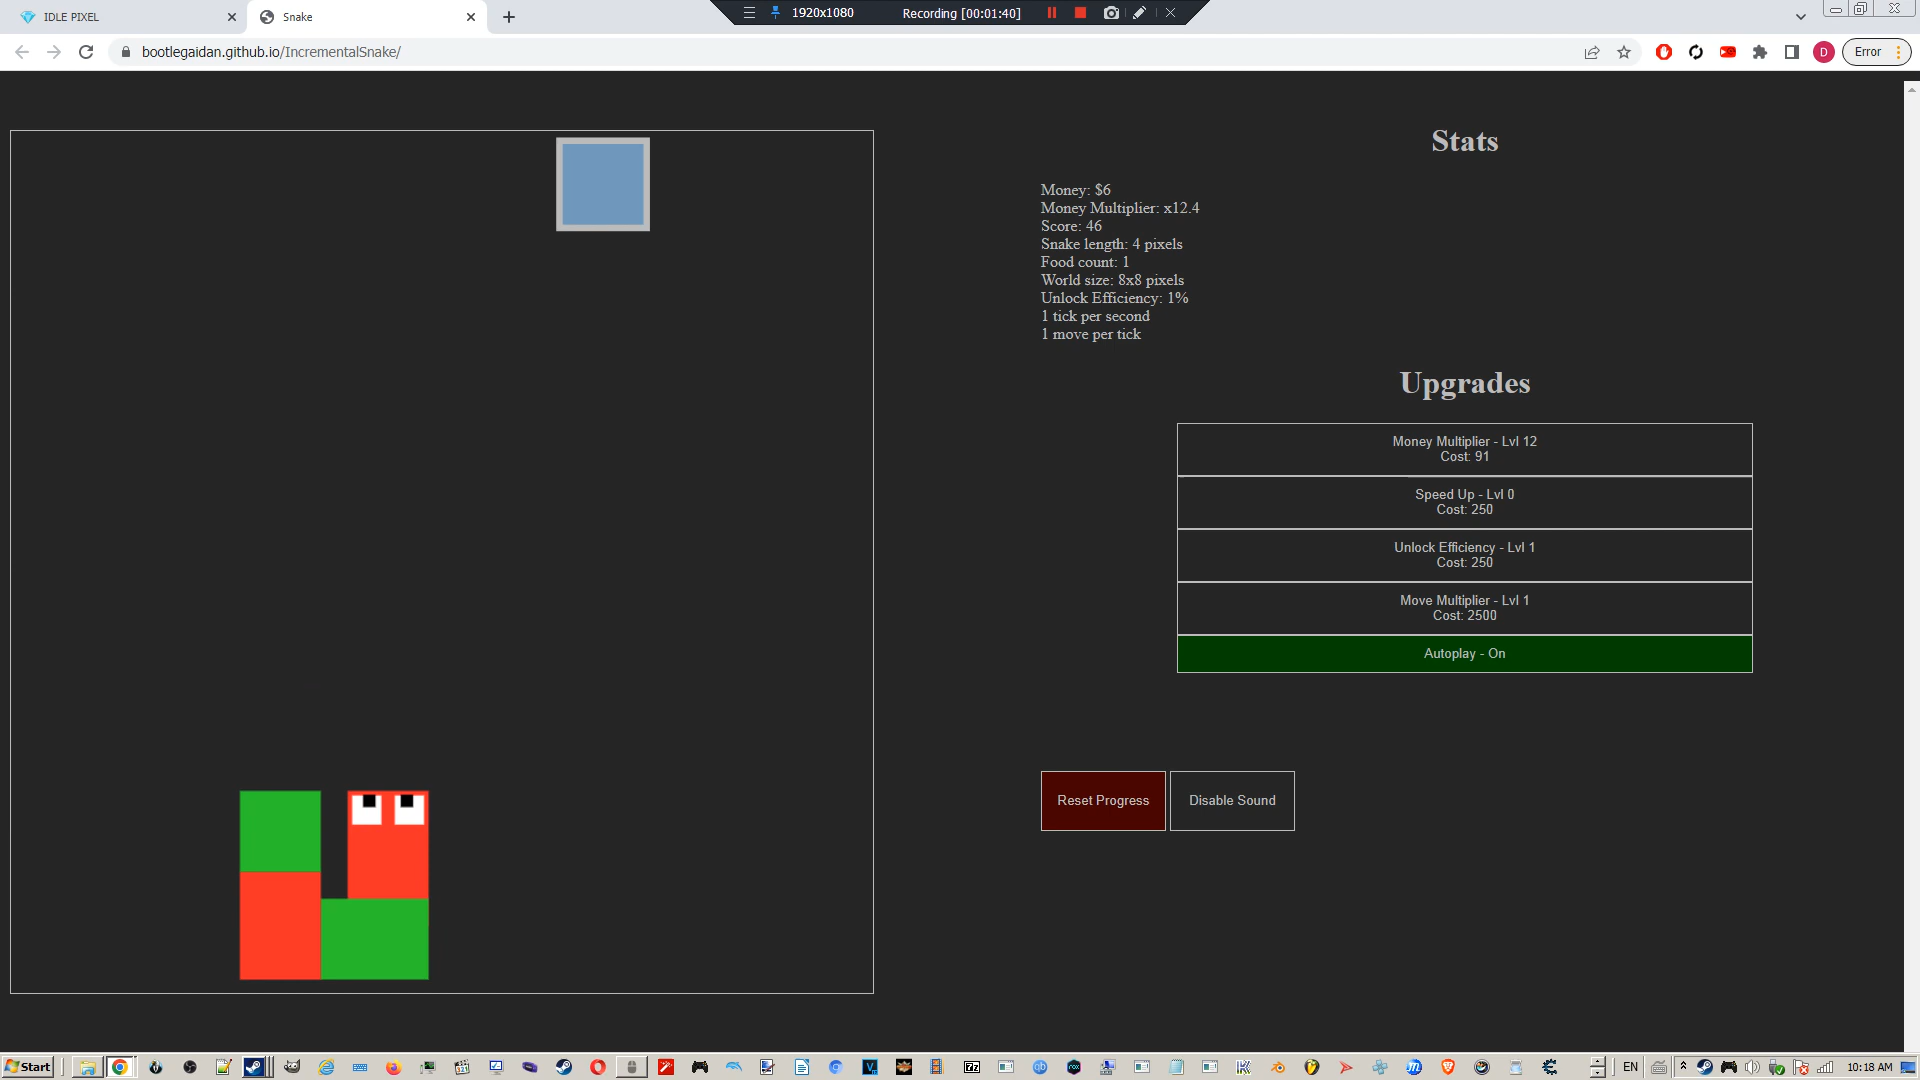 IDLE PIXEL
Snake
1920x1080
Recording [00:01:40]
bootlegaidan.github.io/IncrementalSnake/
D
Error
Stats
Money: $6
Money Multiplier: x12.4
Score: 46
Snake length: 4 pixels
Food count: 1
World size: 8x8 pixels
Unlock Efficiency: 1%
1 tick per second
1 move per tick
Upgrades
Money Multiplier - Lvl 12
Cost: 91
Speed Up - Lvl 0
Cost: 250
Unlock Efficiency - Lvl 1
Cost: 250
Move Multiplier - Lvl 1
Cost: 2500
Autoplay - On
Reset Progress
Disable Sound
Start
EN
10:18 AM